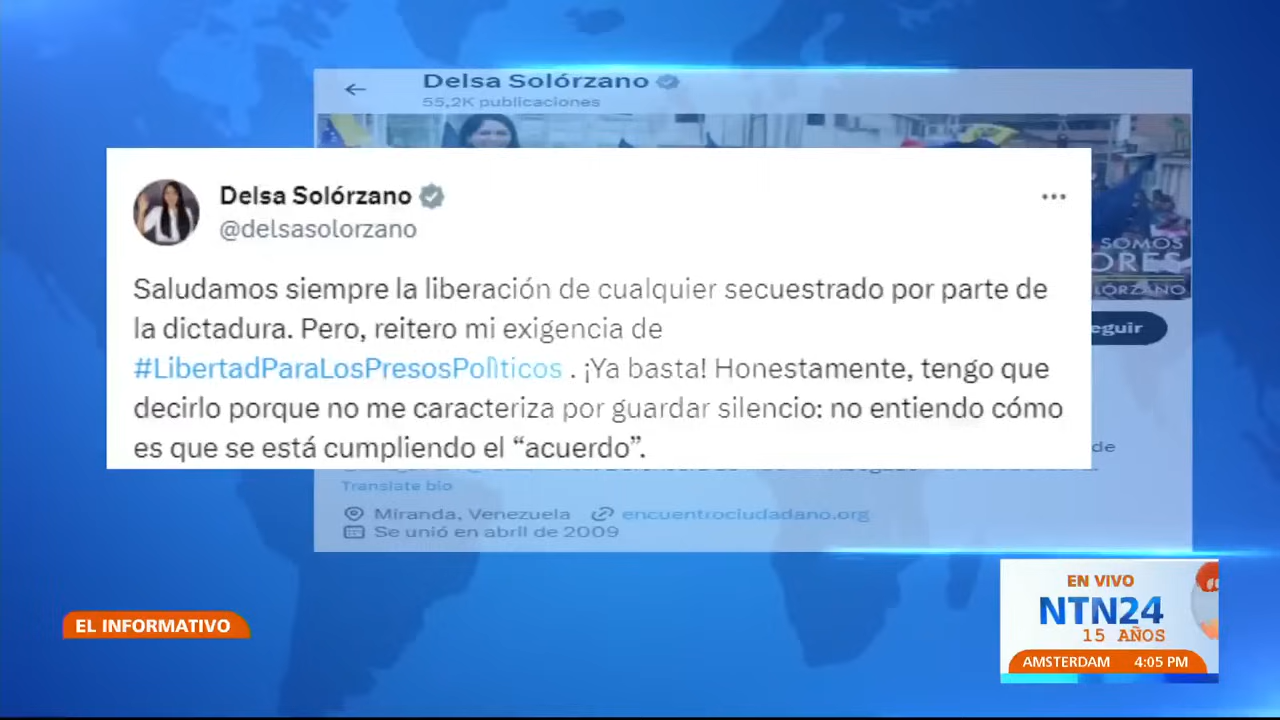 Delsa Solórzano
55,2K publicaciones
Delsa Solórzano
@delsasolorzano
Saludamos siempre la liberación de cualquier secuestrado por parte de
la dictadura. Pero, reitero mi exigencia de
#LibertadParaLosPresosPolíticos . ¡Ya basta! Honestamente, tengo que
decirlo porque no me caracteriza por guardar silencio: no entiendo cómo
es que se está cumpliendo el “acuerdo”.
SOMOS
de
Translate bio
Miranda, Venezuela encuentrociudadano.org
Se unió en abril de 2009
EL INFORMATIVO
EN VIVO
NTN24
15 AÑOS
AMSTERDAM 4:05 PM